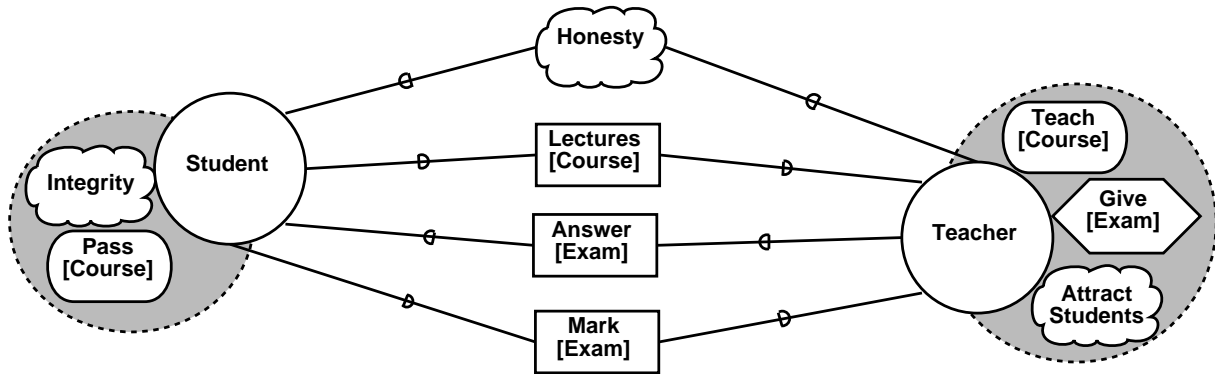 Honesty
Teach
[Course]
Student
Lectures
[Course]
Integrity
Give
[Exam]
Pass
[Course]
Answer
[Exam]
Teacher
Attract
Students
Mark
[Exam]